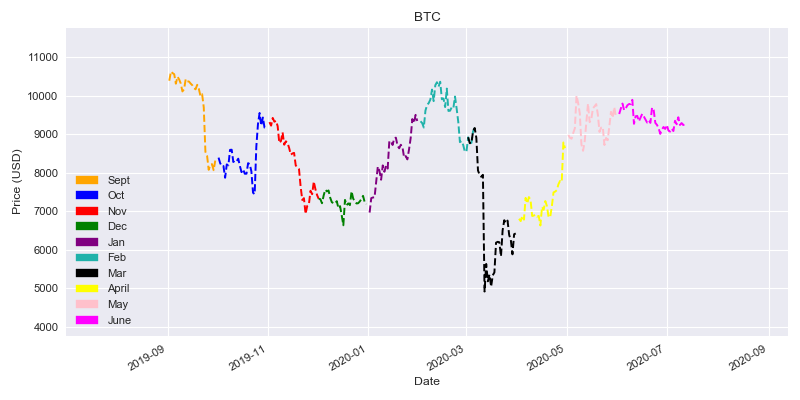 BTC
Price (USD)
11000
10000
9000
8000
7000
6000
5000
4000
Sept
Oct
Nov
Dec
Jan
Feb
Mar
April
May
June
2019-09
2019-11
2020-01
2020-03
2020-05
2020-07
2020-09
Date